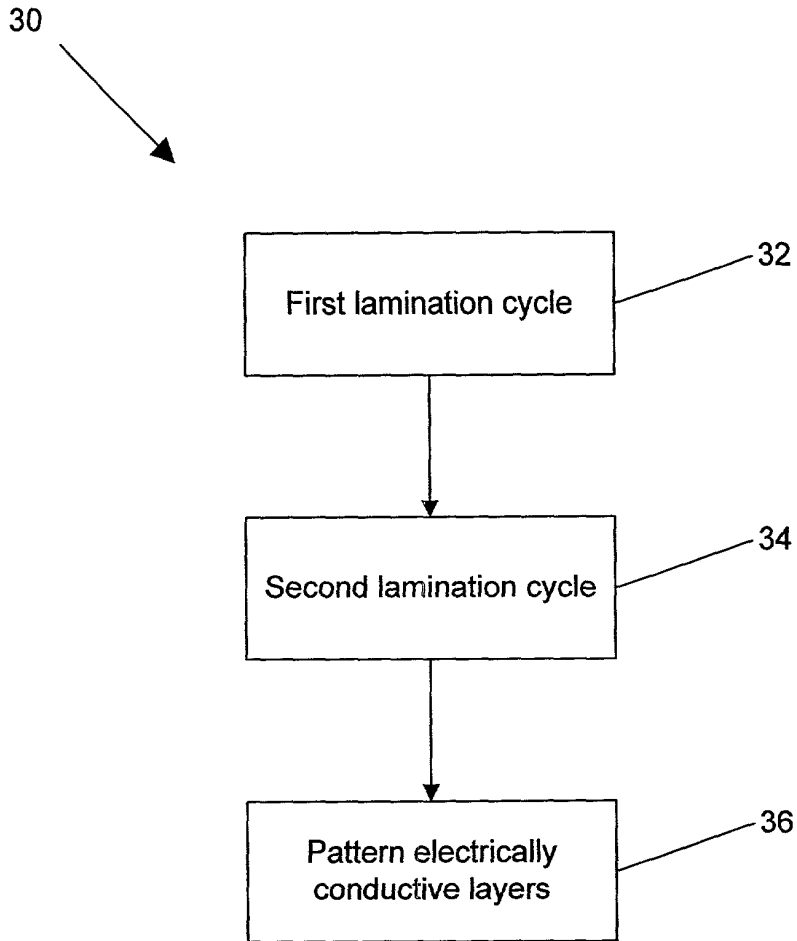 30
First lamination cycle
32
Second lamination cycle
34
Pattern electrically
conductive layers
36